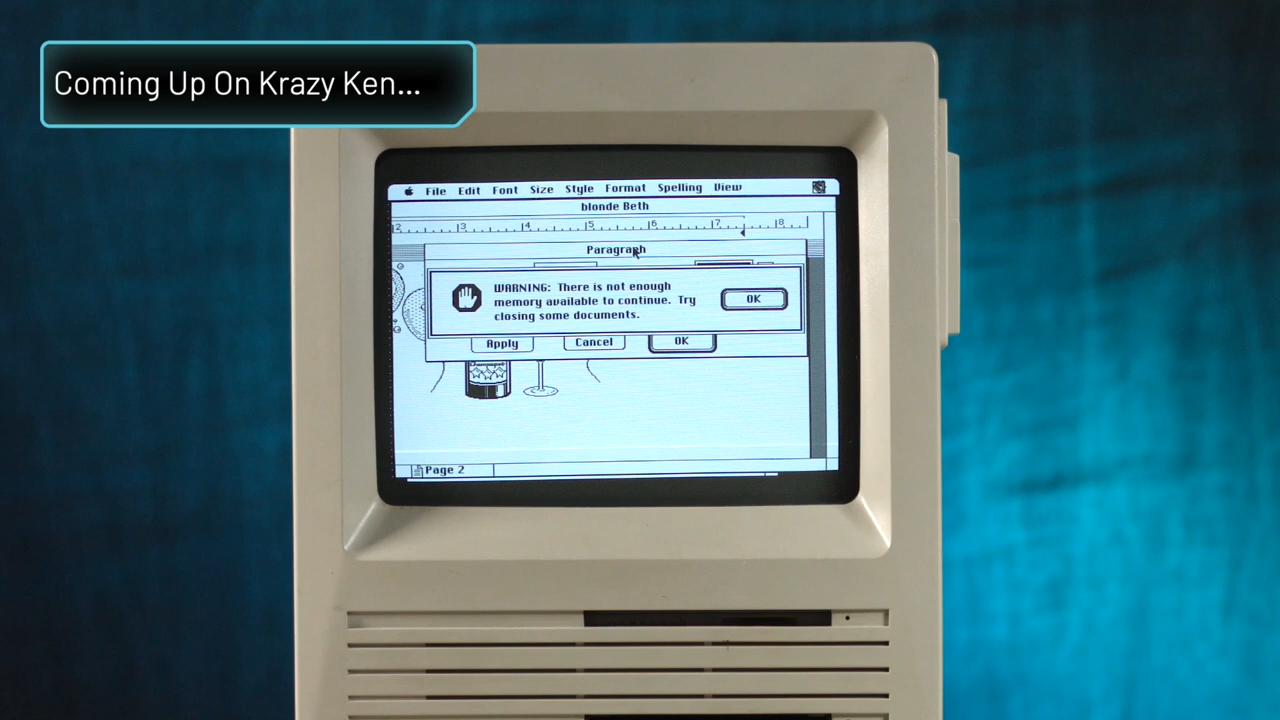 Coming Up On Krazy Ken...
File Edit Font Size Style Format Spelling View
blonde Beth
2 3 4 5 6 7 8
Paragraph
WARNING: There is not enough
memory available to continue. Try
closing some documents.
OK
Apply Cancel OK
Page 2